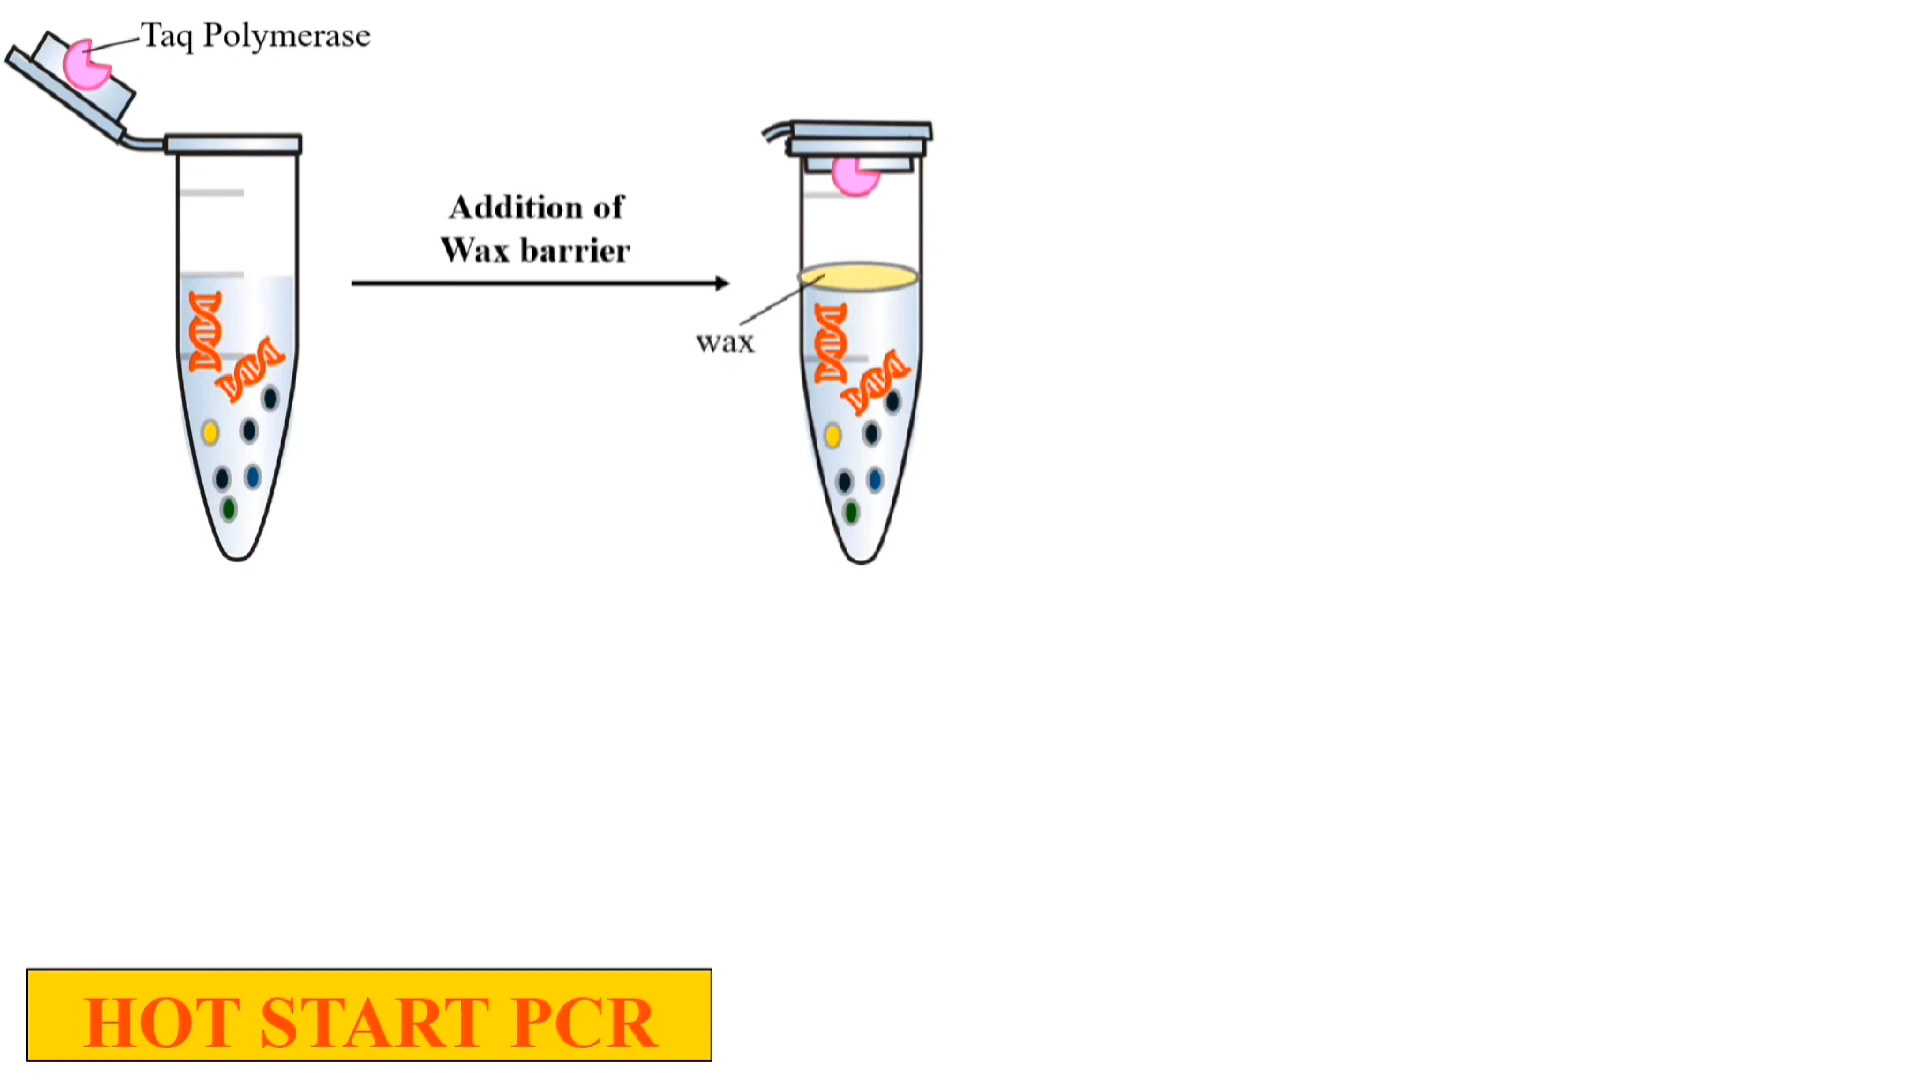 Taq Polymerase
Addition of
Wax barrier
wax
HOT START PCR